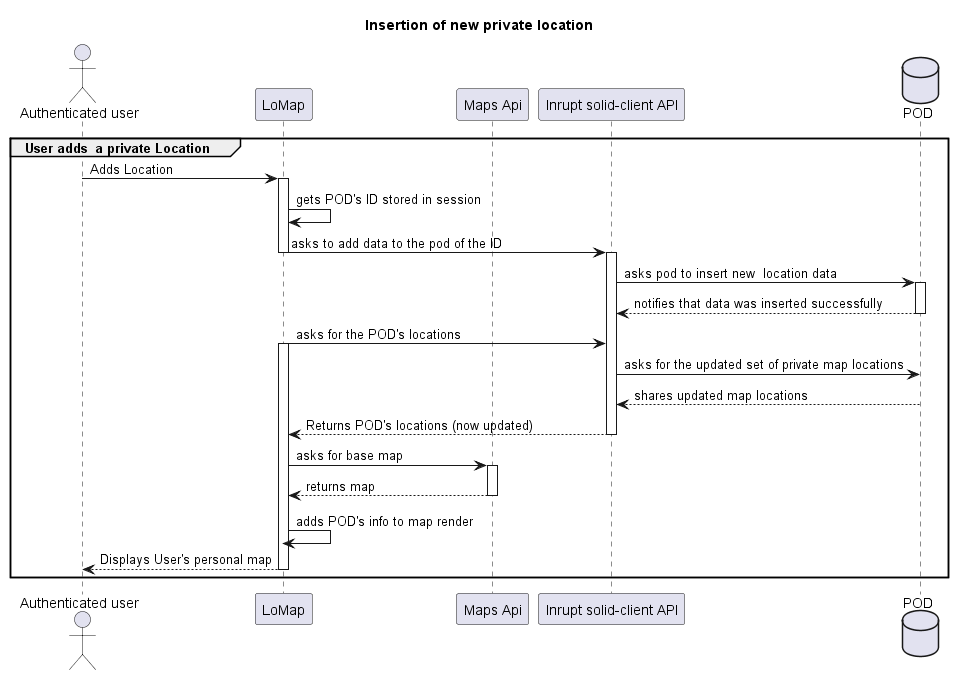 Insertion of new private location
Authenticated user
LoMap
Maps Api
Inrupt solid-client API
POD
User adds  a private Location
Adds Location
gets POD's ID stored in session
asks to add data to the pod of the ID
asks pod to insert new  location data
notifies that data was inserted successfully
asks for the POD's locations
asks for the updated set of private map locations
shares updated map locations
Returns POD's locations (now updated)
asks for base map
returns map
adds POD's info to map render
Displays User's personal map
Authenticated user
LoMap
Maps Api
Inrupt solid-client API
POD